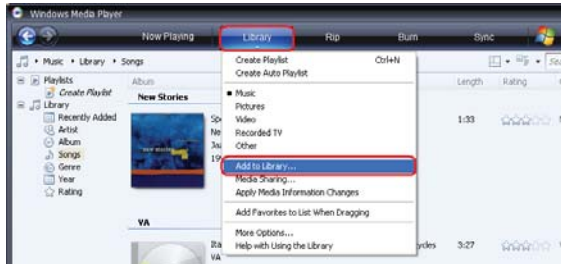 Windows Media Player
Now Playing Library Rip Burn Sync
Music • Library • Songs
Create Playlist Ctrl+N
Create Auto Playlist
Music
Pictures
Video
Recorded TV
Other
Add to Library...
Media Sharing...
Apply Media Information Changes
Add Favorites to List When Dragging
More Options...
Help with Using the Library
Playlists
Create Playlist
Library
Recently Added
Artist
Album
Songs
Genre
Year
Rating
Album Length Rating
New Stories
1:33
VA
3:27
VA